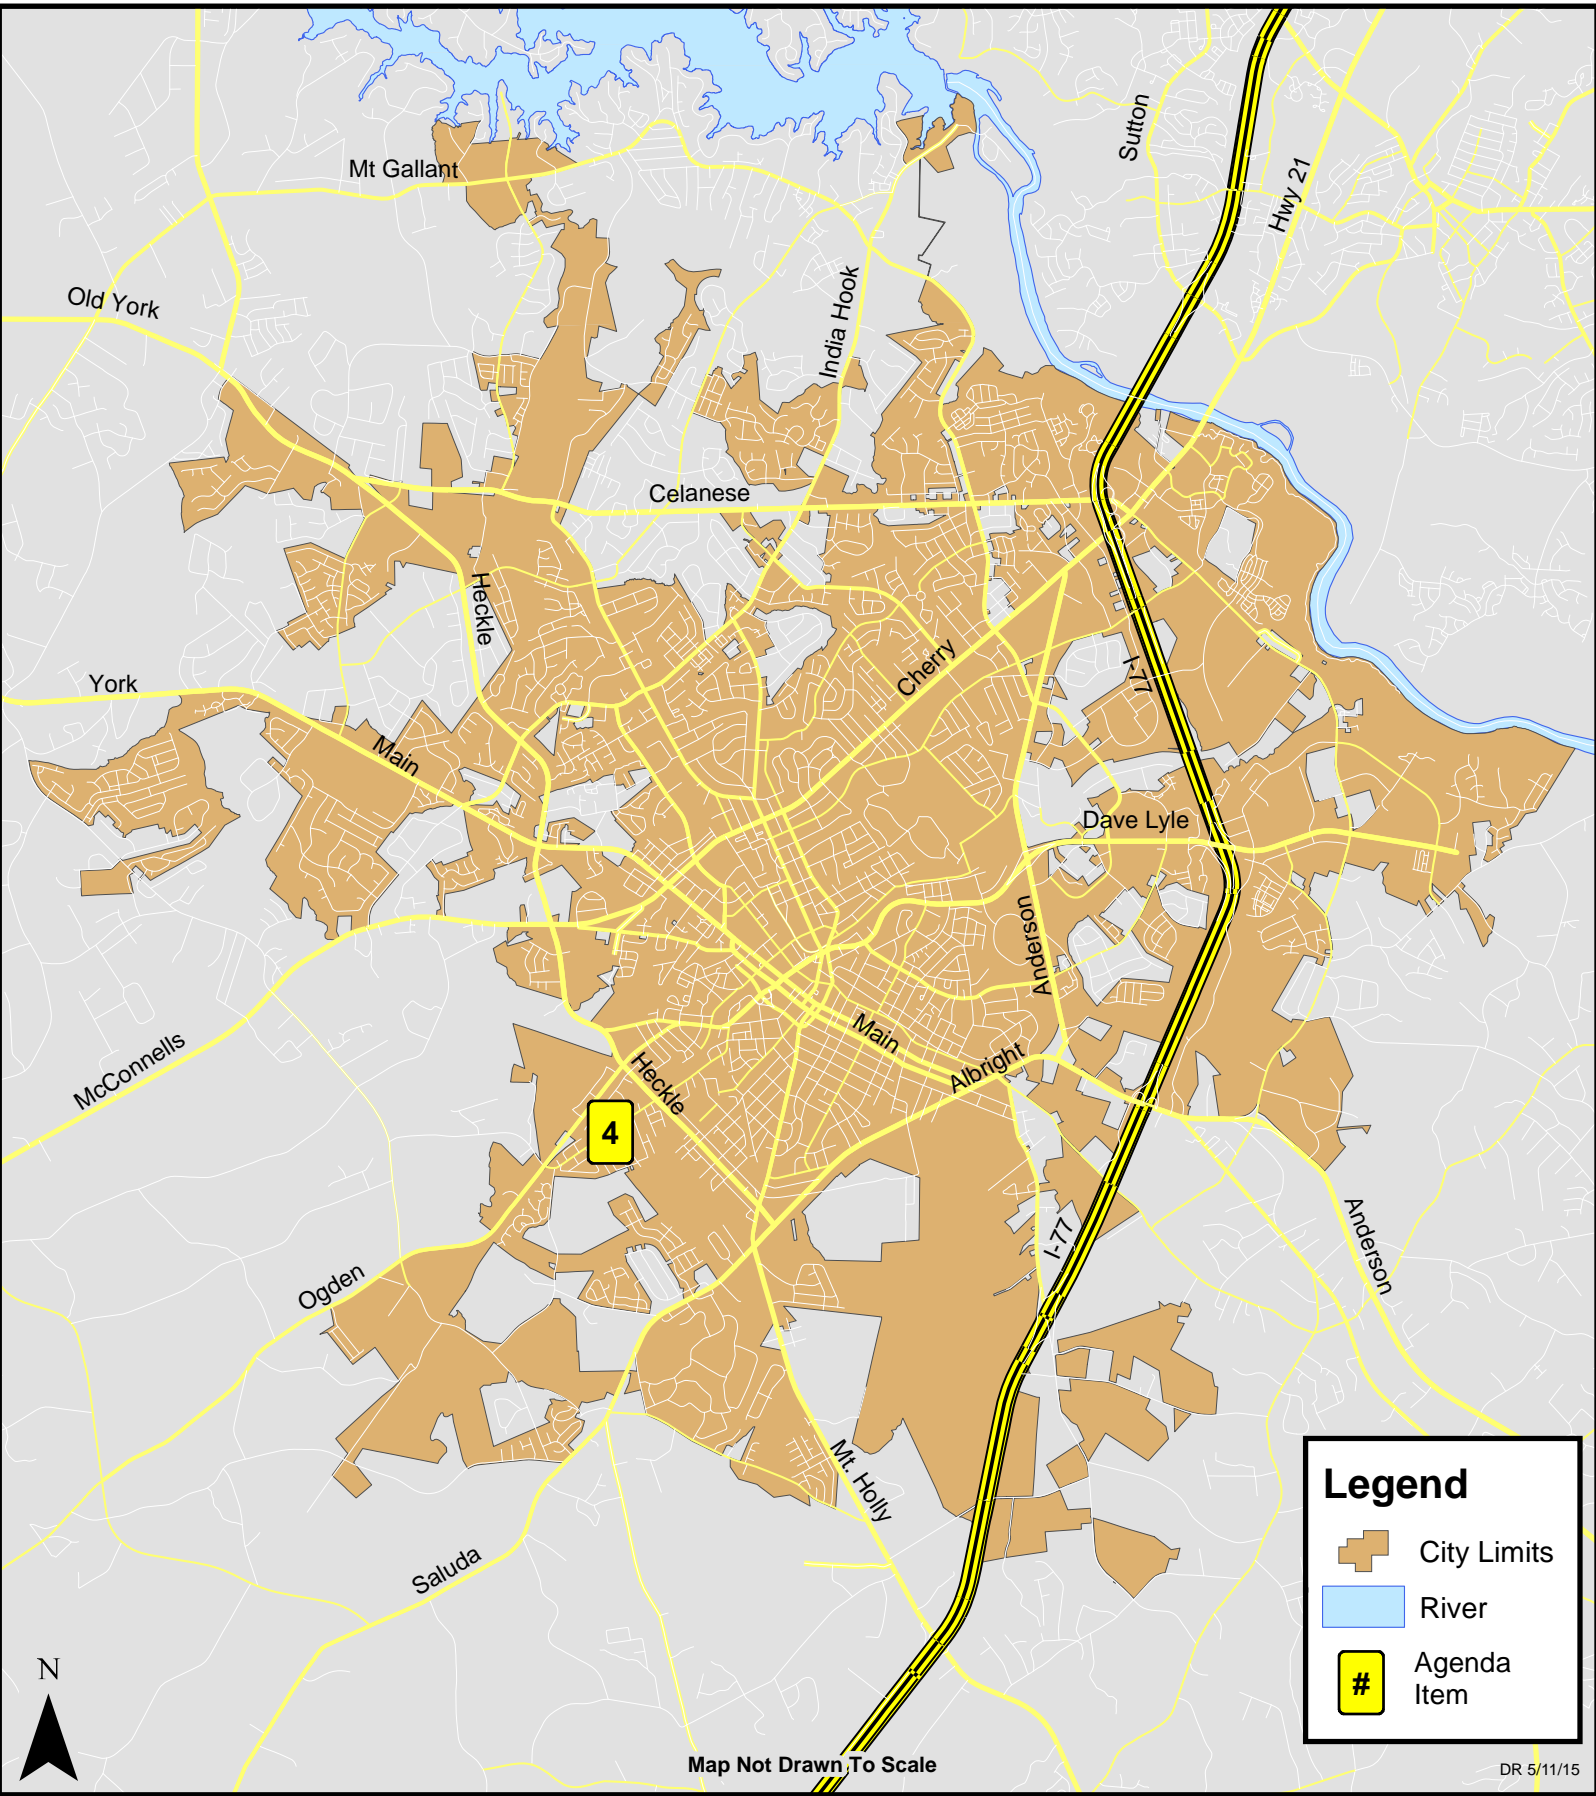 Sutton
Mt Gallant
Hwy 21
Old York
India Hook
Celanese
Heckle
Cherry
I-77
York
Main
Dave Lyle
Anderson
Main
Albright
McConnells
Heckle
4
I-77
Anderson
Ogden
Mt. Holly
Saluda
Legend
City Limits
River
#
Agenda
Item
N
Map Not Drawn To Scale
DR 5/11/15